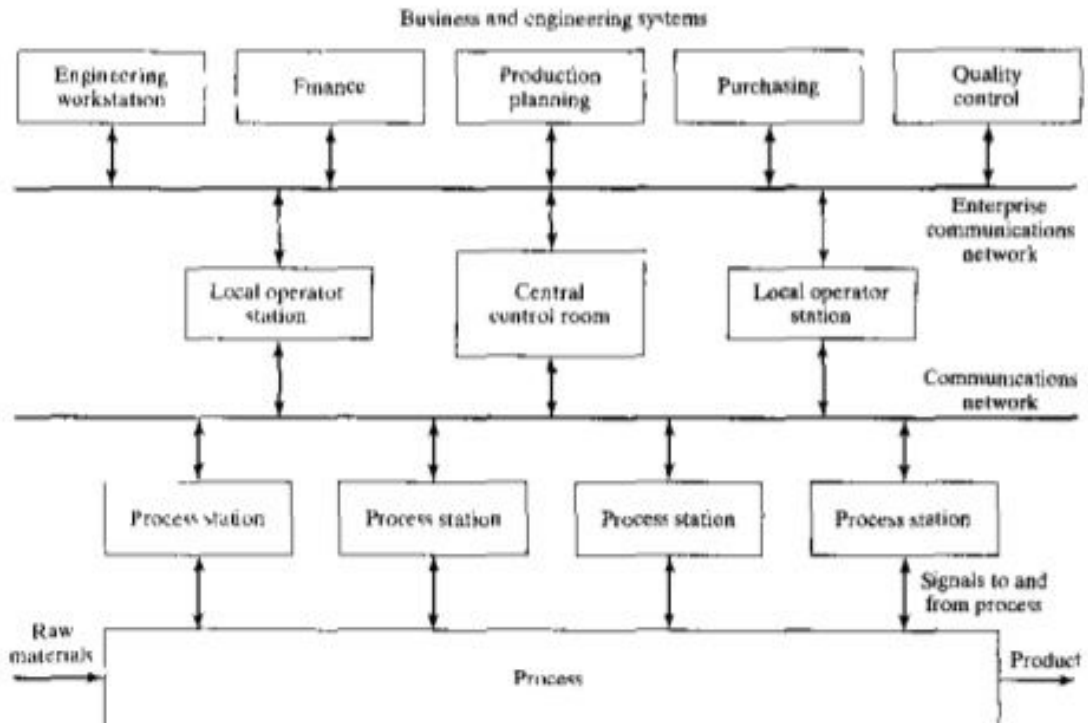 Business and engineering systems
Engineering
workstation
Finance
Production
planning
Purchasing
Quality
control
Enterprise
communications
network
Local operator
station
Central
control room
Local operator
station
Communications
network
Process station
Process station
Process station
Process station
Signals to and
from process
Raw
materials
Process
Product